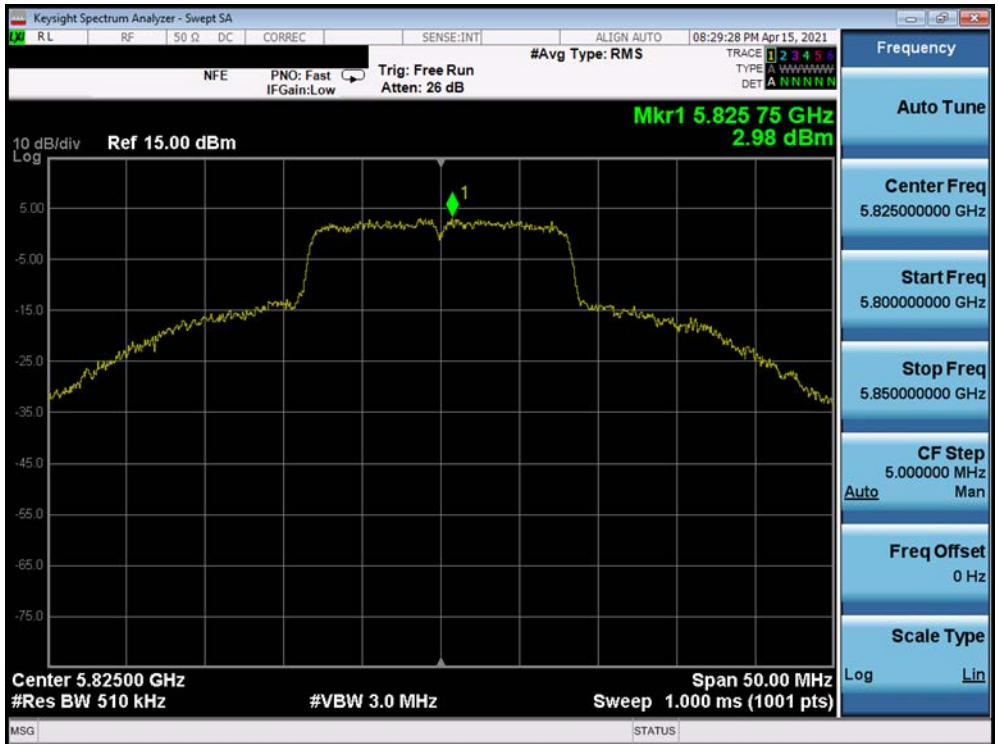 Keysight Spectrum Analyzer - Swept SA
LXI RL RF 50 Ω DC CORREC SENSE:INT ALIGN AUTO 08:29:28 PM Apr 15, 2021
NFE PNO: Fast IFGain:Low Trig: Free Run Atten: 26 dB #Avg Type: RMS
TRACE 1 2 3 4 5 6
TYPE A WWWWW
DET A N N N N N
Mkr1 5.825 75 GHz
2.98 dBm
10 dB/div Ref 15.00 dBm
Log
1
5.00
-5.00
-15.0
-25.0
-35.0
-45.0
-55.0
-65.0
-75.0
Center 5.82500 GHz Span 50.00 MHz
#Res BW 510 kHz #VBW 3.0 MHz Sweep 1.000 ms (1001 pts)
MSG STATUS
Frequency
Auto Tune
Center Freq
5.825000000 GHz
Start Freq
5.800000000 GHz
Stop Freq
5.850000000 GHz
CF Step
5.000000 MHz
Auto Man
Freq Offset
0 Hz
Scale Type
Log Lin